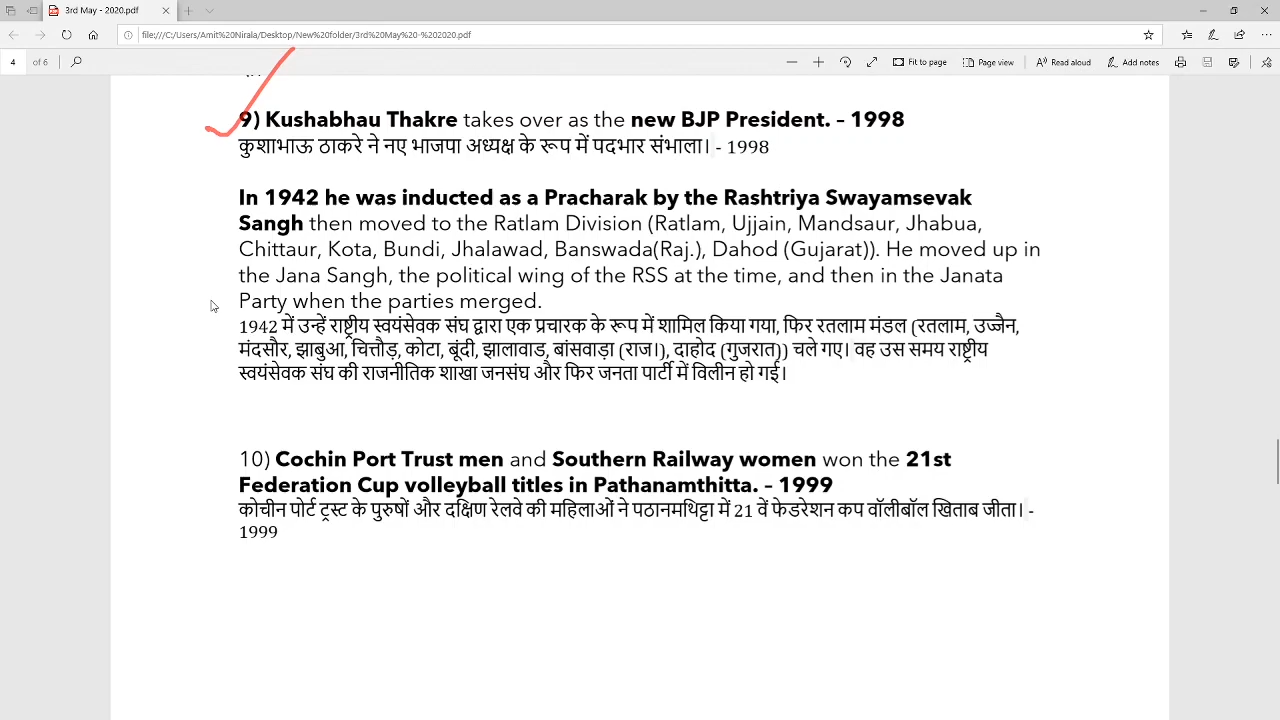 3rd May - 2020.pdf
file:///C:/Users/Amit%20Nirala/Desktop/New%20folder/3rd%20May%20-%202020.pdf
4 of 6 Fit to page Page view Read aloud Add notes
9) Kushabhau Thakre takes over as the new BJP President. – 1998
कुशाभाऊ ठाकरे ने नए भाजपा अध्यक्ष के रूप में पदभार संभाला। - 1998
In 1942 he was inducted as a Pracharak by the Rashtriya Swayamsevak
Sangh then moved to the Ratlam Division (Ratlam, Ujjain, Mandsaur, Jhabua,
Chittaur, Kota, Bundi, Jhalawad, Banswada(Raj.), Dahod (Gujarat)). He moved up in
the Jana Sangh, the political wing of the RSS at the time, and then in the Janata
Party when the parties merged.
1942 में उन्हें राष्ट्रीय स्वयंसेवक संघ द्वारा एक प्रचारक के रूप में शामिल किया गया, फिर रतलाम मंडल (रतलाम, उज्जैन,
मंदसौर, झाबुआ, चित्तौड़, कोटा, बूंदी, झालावाड, बांसवाड़ा (राज।), दाहोद (गुजरात)) चले गए। वह उस समय राष्ट्रीय
स्वयंसेवक संघ की राजनीतिक शाखा जनसंघ और फिर जनता पार्टी में विलीन हो गई।
10) Cochin Port Trust men and Southern Railway women won the 21st
Federation Cup volleyball titles in Pathanamthitta. – 1999
कोचीन पोर्ट ट्रस्ट के पुरुषों और दक्षिण रेलवे की महिलाओं ने पठानमथिट्टा में 21 वें फेडरेशन कप वॉलीबॉल खिताब जीता। -
1999